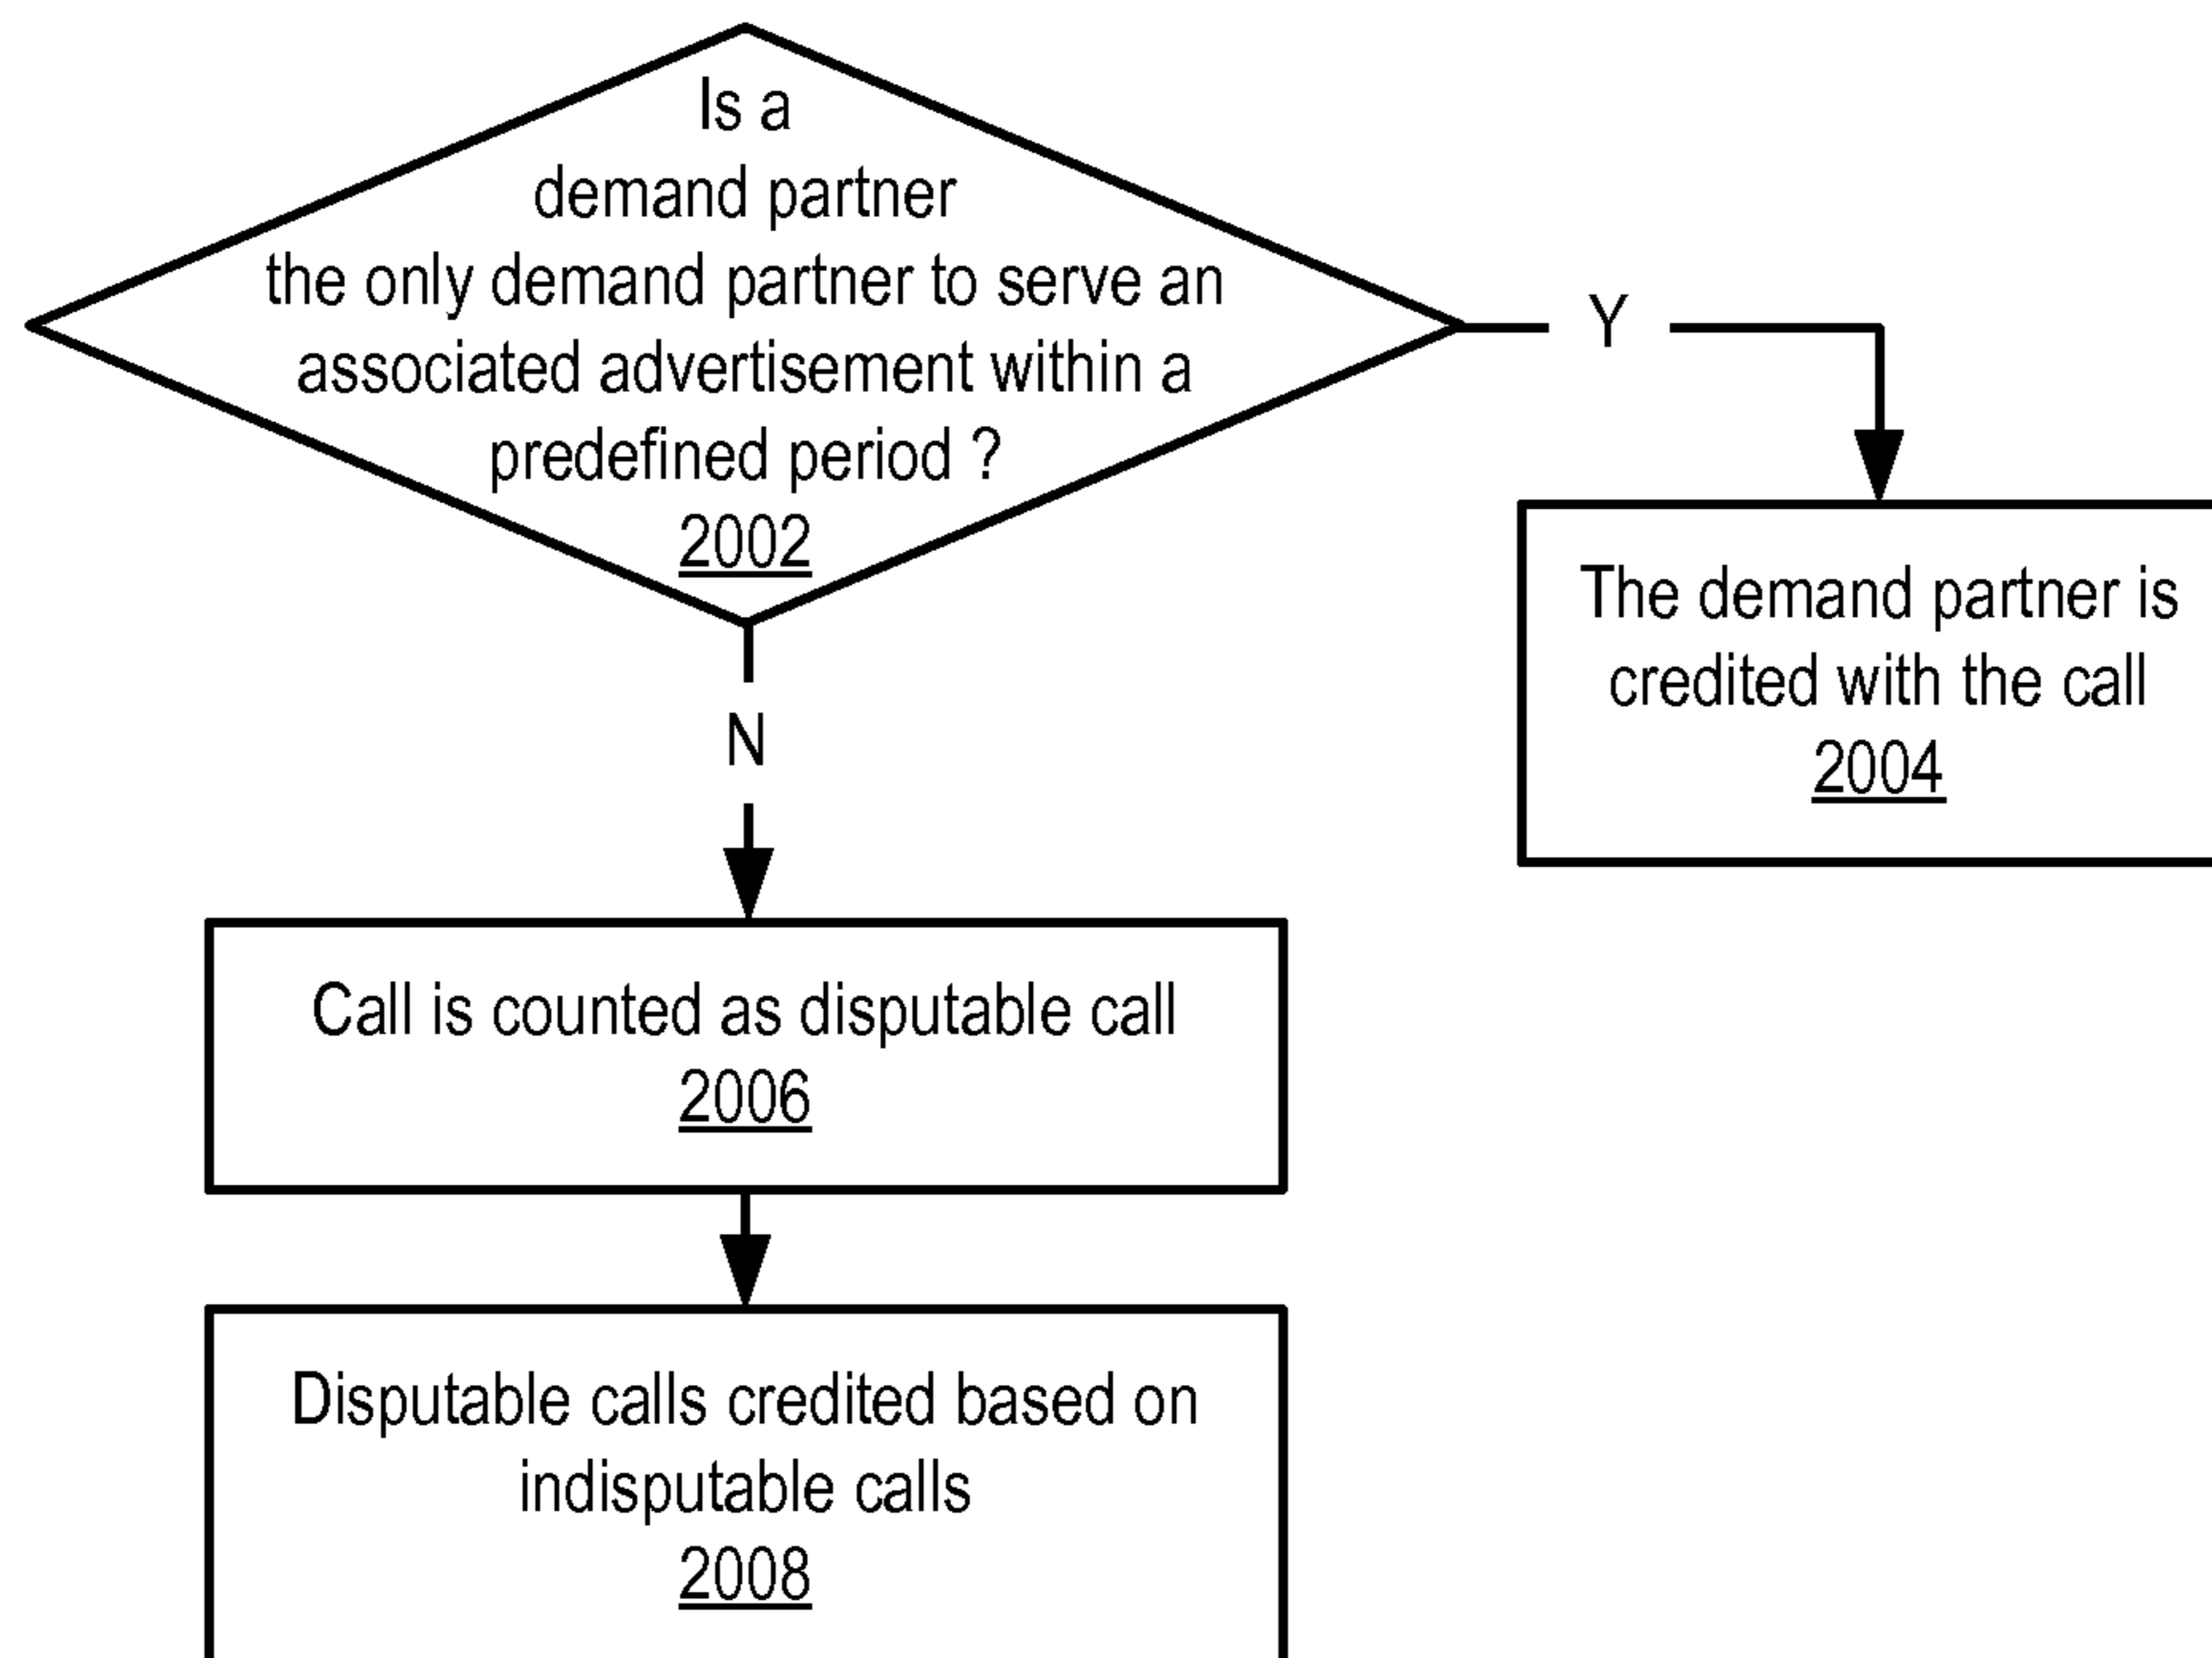 Is a
demand partner
the only demand partner to serve an
associated advertisement within a
predefined period ?
2002
Y
The demand partner is
credited with the call
2004
N
Call is counted as disputable call
2006
Disputable calls credited based on
indisputable calls
2008